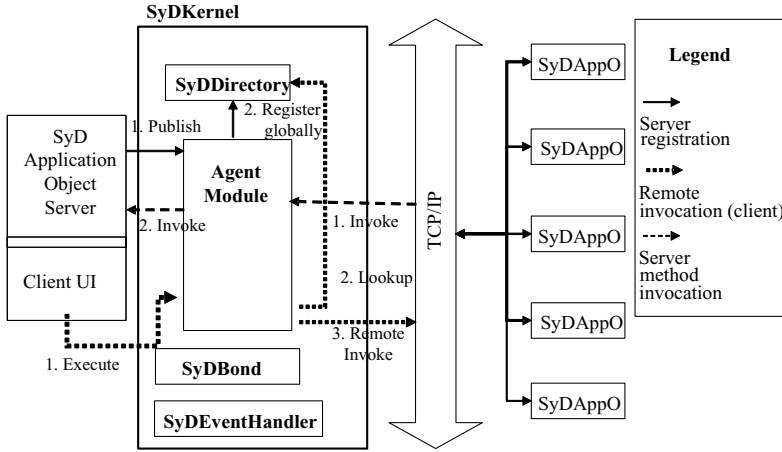 SyDKernel
SyDDirectory
1. Publish
2. Register
globally
SyD
Application
Object
Server
Agent
Module
2. Invoke
1. Invoke
Client UI
2. Lookup
1. Execute
3. Remote
Invoke
SyDBond
SyDEventHandler
TCP/IP
SyDAppO
SyDAppO
SyDAppO
SyDAppO
SyDAppO
Legend
Server
registration
Remote
invocation (client)
Server
method
invocation